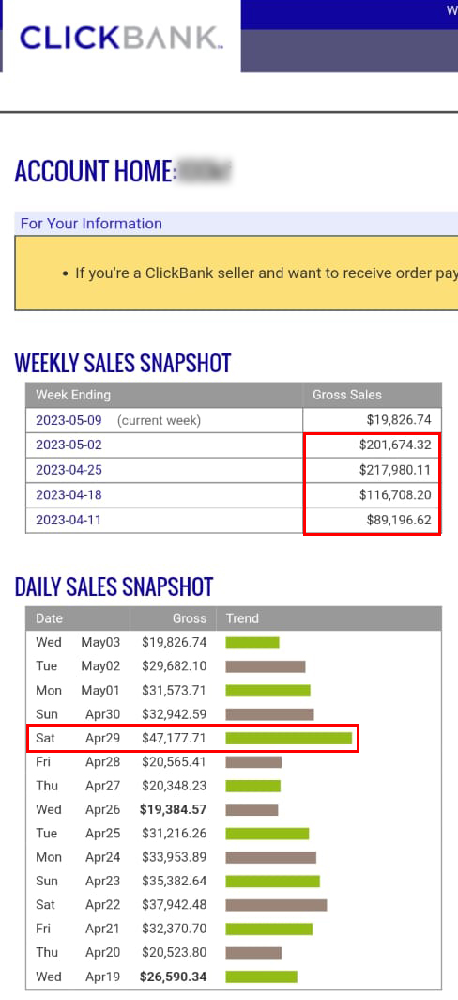 W
CLICKBANK™
ACCOUNT HOME:
For Your Information
• If you're a ClickBank seller and want to receive order pay
WEEKLY SALES SNAPSHOT
Week Ending Gross Sales
2023-05-09 (current week) $19,826.74
2023-05-02 $201,674.32
2023-04-25 $217,980.11
2023-04-18 $116,708.20
2023-04-11 $89,196.62
DAILY SALES SNAPSHOT
Date Gross Trend
Wed May03 $19,826.74
Tue May02 $29,682.10
Mon May01 $31,573.71
Sun Apr30 $32,942.59
Sat Apr29 $47,177.71
Fri Apr28 $20,565.41
Thu Apr27 $20,348.23
Wed Apr26 $19,384.57
Tue Apr25 $31,216.26
Mon Apr24 $33,953.89
Sun Apr23 $35,382.64
Sat Apr22 $37,942.48
Fri Apr21 $32,370.70
Thu Apr20 $20,523.80
Wed Apr19 $26,590.34